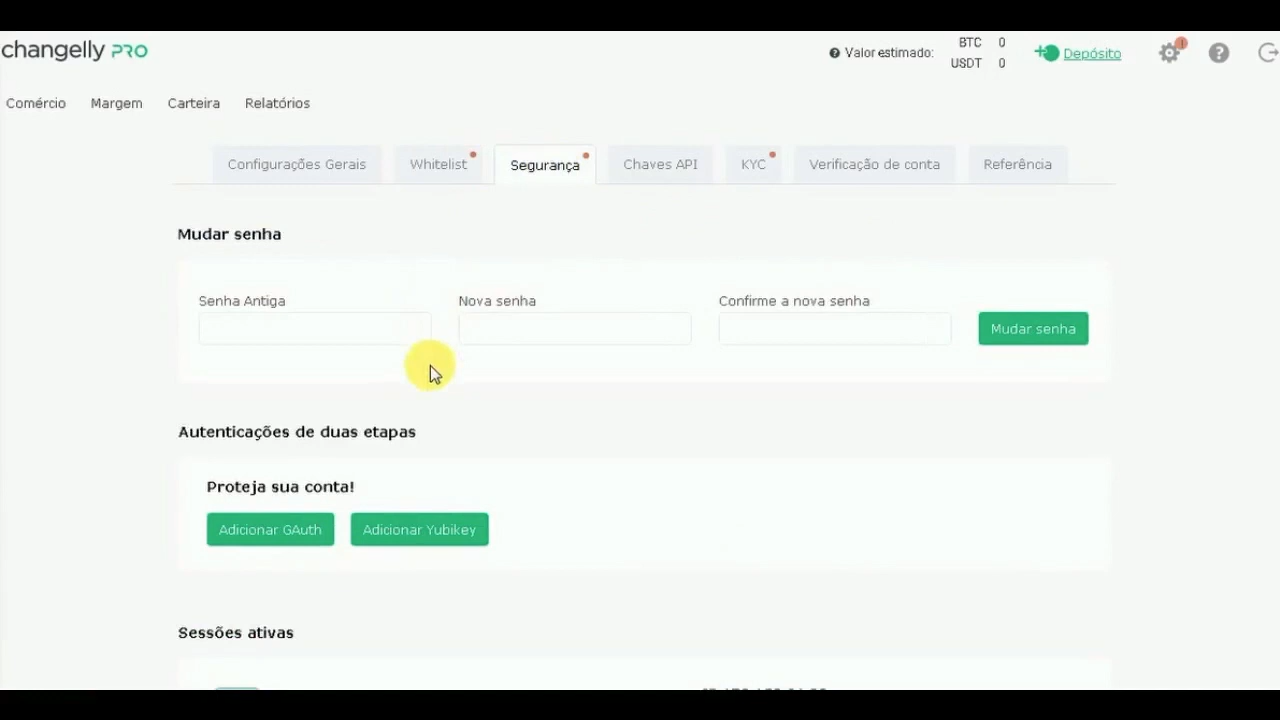 changelly PRO
Valor estimado:
BTC 0
USDT 0
Depósito
Comércio Margem Carteira Relatórios
Configurações Gerais Whitelist Segurança Chaves API KYC Verificação de conta Referência
Mudar senha
Senha Antiga Nova senha Confirme a nova senha
Mudar senha
Autenticações de duas etapas
Proteja sua conta!
Adicionar GAuth Adicionar Yubikey
Sessões ativas